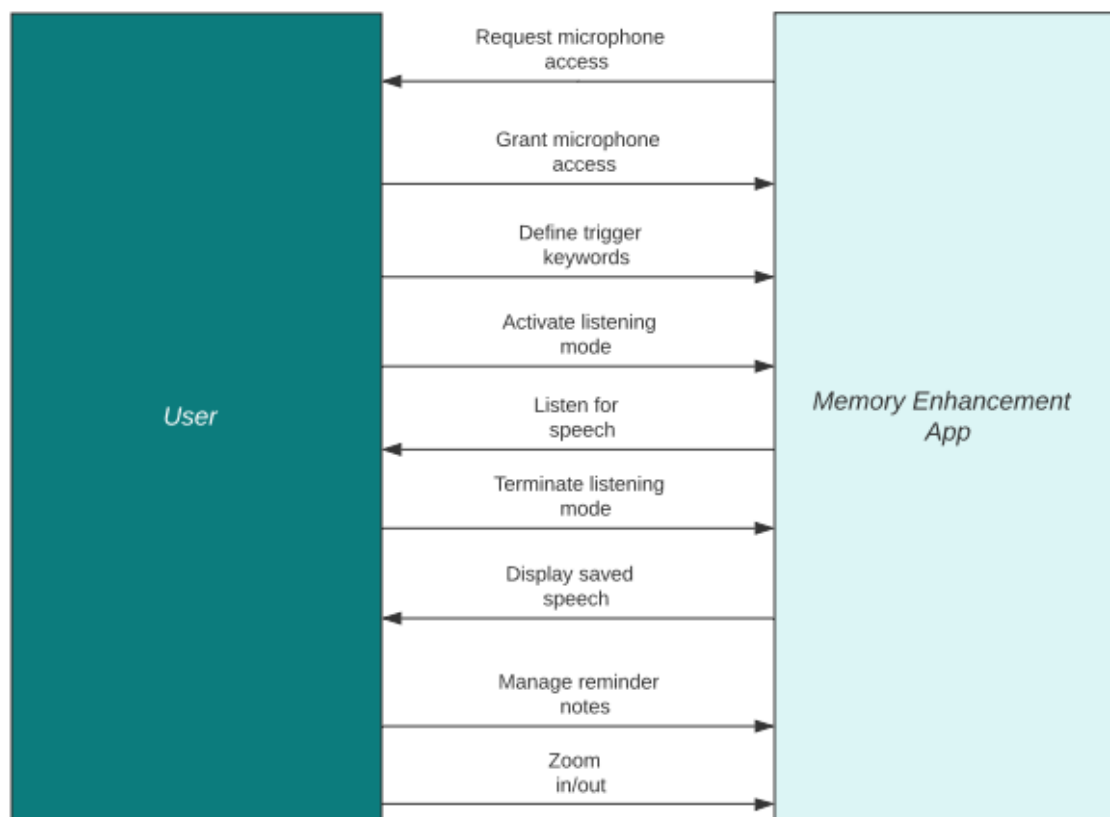 Request microphone
access
Grant microphone
access
Define trigger
keywords
Activate listening
mode
Listen for
speech
User
Memory Enhancement
App
Terminate listening
mode
Display saved
speech
Manage reminder
notes
Zoom
in/out